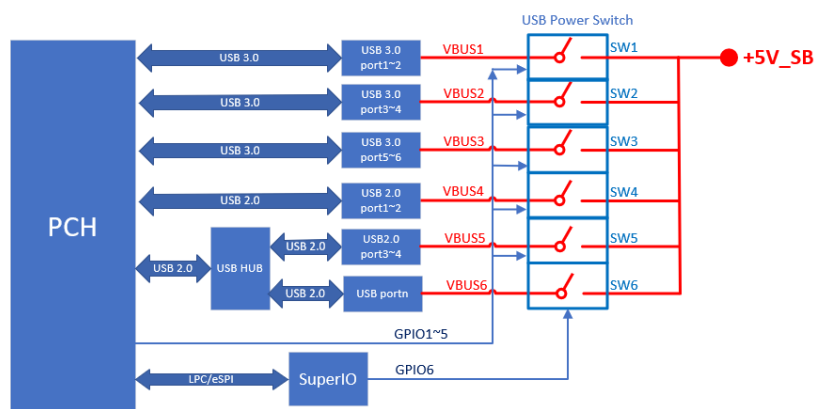 USB Power Switch
USB 3.0
USB 3.0
port1~2
VBUS1
SW1
+5V_SB
USB 3.0
USB 3.0
port3~4
VBUS2
SW2
USB 3.0
USB 3.0
port5~6
VBUS3
SW3
USB 2.0
USB 2.0
port1~2
VBUS4
SW4
PCH
USB 2.0
USB HUB
USB 2.0
USB2.0
port3~4
VBUS5
SW5
USB 2.0
USB portn
VBUS6
SW6
GPIO1~5
LPC/eSPI
SuperIO
GPIO6